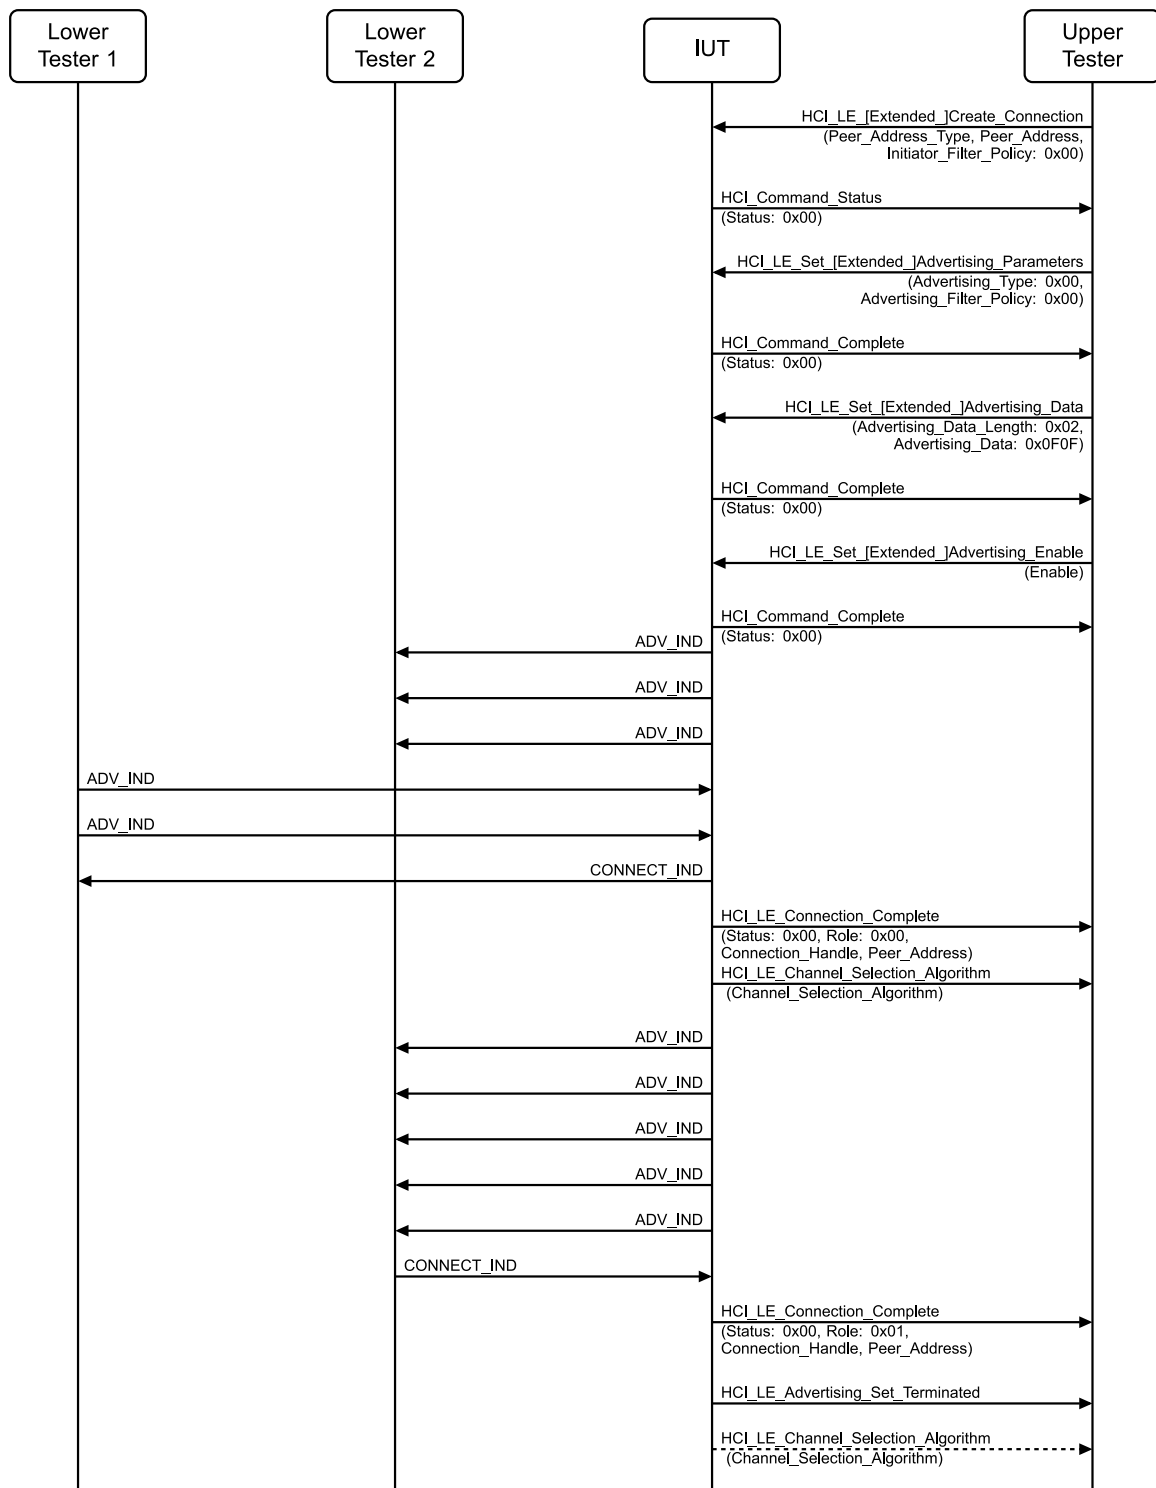 Lower
Tester 1
Lower
Tester 2
IUT
Upper
Tester
HCI_LE_[Extended_]Create_Connection
(Peer_Address_Type, Peer_Address,
Initiator_Filter_Policy: 0x00)
HCI_Command_Status
(Status: 0x00)
HCI_LE_Set_[Extended_]Advertising_Parameters
(Advertising_Type: 0x00,
Advertising_Filter_Policy: 0x00)
HCI_Command_Complete
(Status: 0x00)
HCI_LE_Set_[Extended_]Advertising_Data
(Advertising_Data_Length: 0x02,
Advertising_Data: 0x0F0F)
HCI_Command_Complete
(Status: 0x00)
HCI_LE_Set_[Extended_]Advertising_Enable
(Enable)
HCI_Command_Complete
(Status: 0x00)
ADV_IND
ADV_IND
ADV_IND
ADV_IND
ADV_IND
CONNECT_IND
HCI_LE_Connection_Complete
(Status: 0x00, Role: 0x00,
Connection_Handle, Peer_Address)
HCI_LE_Channel_Selection_Algorithm
(Channel_Selection_Algorithm)
ADV_IND
ADV_IND
ADV_IND
ADV_IND
ADV_IND
CONNECT_IND
HCI_LE_Connection_Complete
(Status: 0x00, Role: 0x01,
Connection_Handle, Peer_Address)
HCI_LE_Advertising_Set_Terminated
HCI_LE_Channel_Selection_Algorithm
(Channel_Selection_Algorithm)